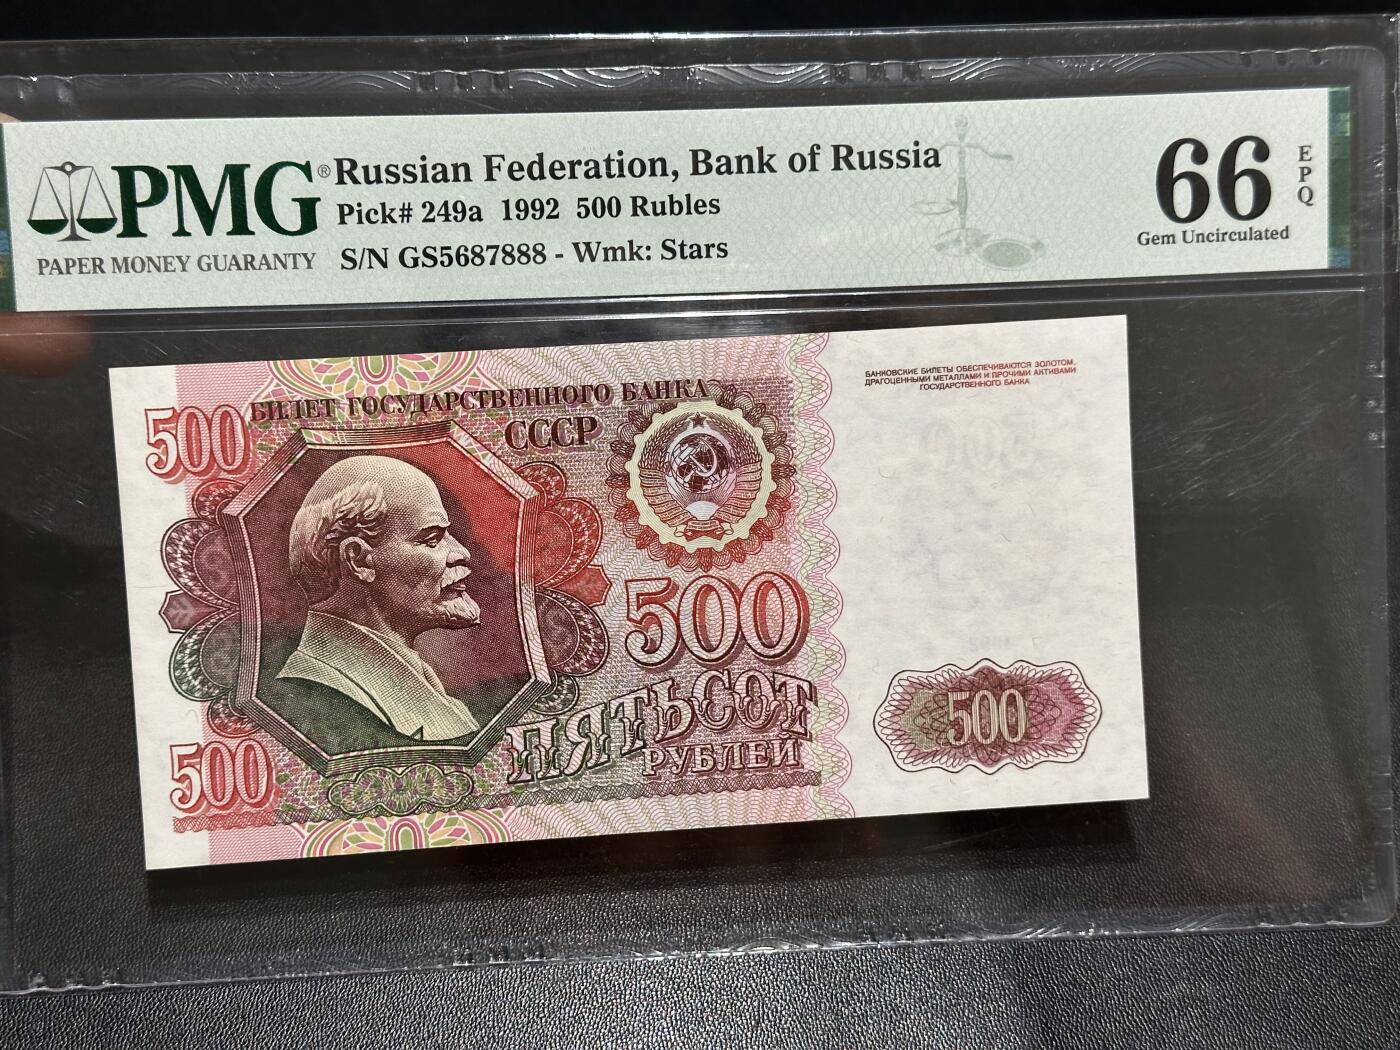 PMG®
PAPER MONEY GUARANTY
Russian Federation, Bank of Russia
Pick# 249a 1992 500 Rubles
S/N GS5687888 - Wmk: Stars
66
EPQ
Gem Uncirculated
500
БИЛЕТ ГОСУДАРСТВЕННОГО БАНКА
СССР
БАНКОВСКИЕ БИЛЕТЫ ОБЕСПЕЧИВАЮТСЯ ЗОЛОТОМ,
ДРАГОЦЕННЫМИ МЕТАЛЛАМИ И ПРОЧИМИ АКТИВАМИ
ГОСУДАРСТВЕННОГО БАНКА
500
ПЯТЬСОТ
РУБЛЕЙ
500
500